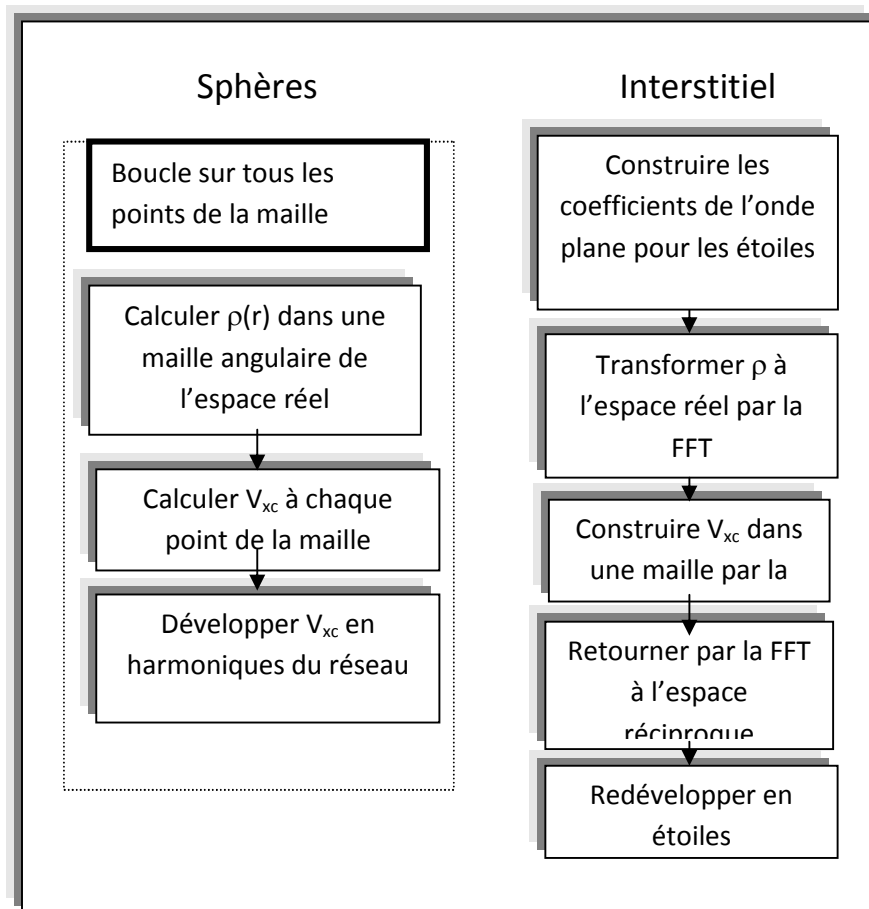 Sphères
Boucle sur tous les
points de la maille
Calculer ρ(r) dans une
maille angulaire de
l’espace réel
Calculer Vxc à chaque
point de la maille
Développer Vxc en
harmoniques du réseau
Interstitiel
Construire les
coefficients de l’onde
plane pour les étoiles
Transformer ρ à
l’espace réel par la
FFT
Construire Vxc dans
une maille par la
Retourner par la FFT
à l’espace
réciproque
Redévelopper en
étoiles